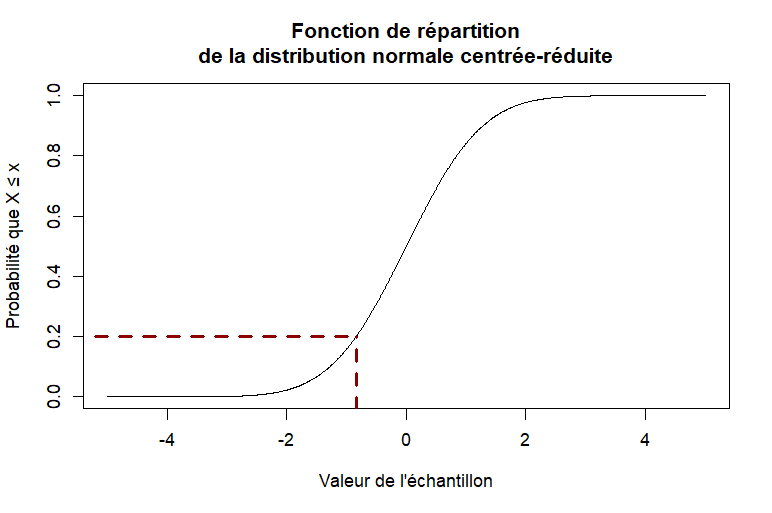 Fonction de répartition
de la distribution normale centrée-réduite
Probabilité que X ≤ x
1.0
0.8
0.6
0.4
0.2
0.0
-4 -2 0 2 4
Valeur de l'échantillon